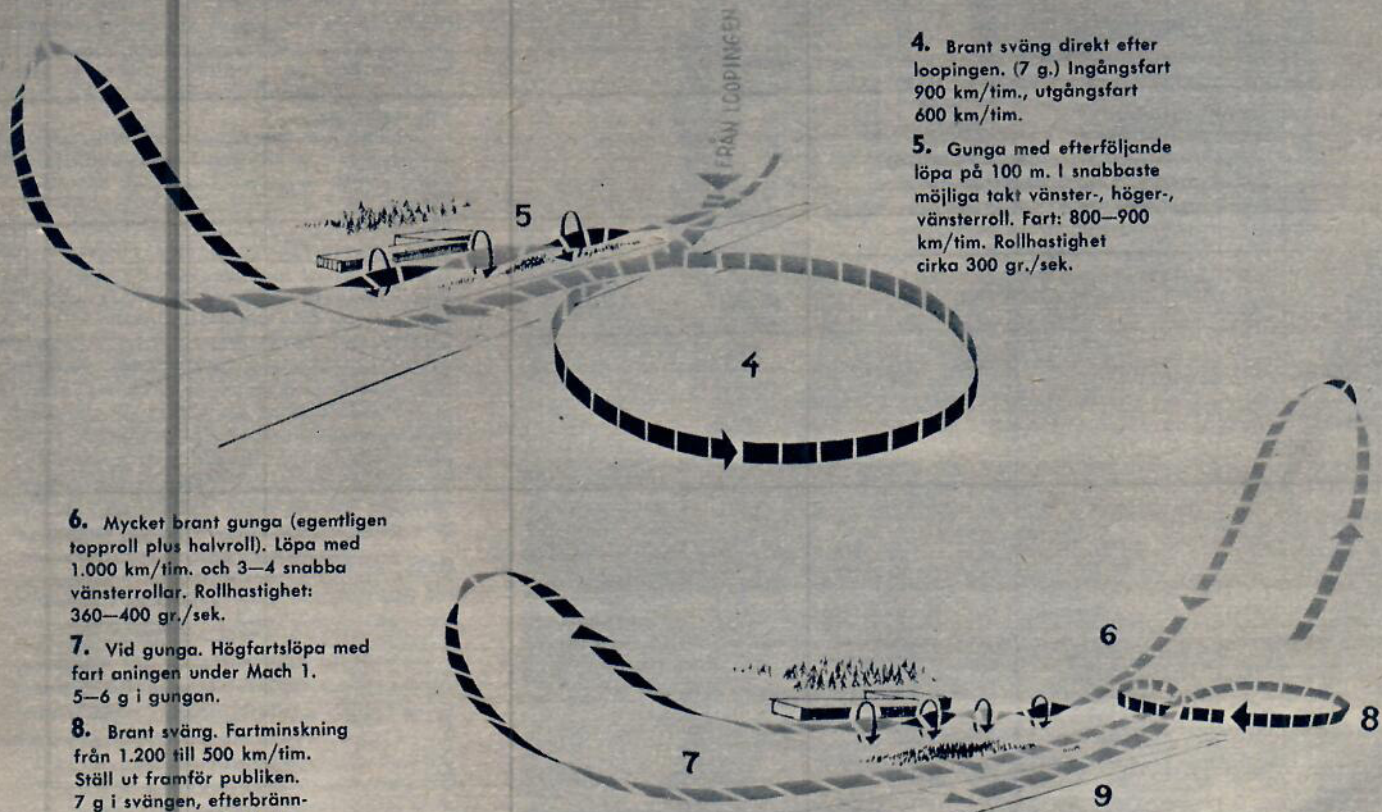 4. Brant sväng direkt efter
loopingen. (7 g.) Ingångsfart
900 km/tim., utgångsfart
600 km/tim.
5. Gunga med efterföljande
löpa på 100 m. I snabbaste
möjliga takt vänster-, höger-,
vänsterroll. Fart: 800—900
km/tim. Rollhastighet
cirka 300 gr./sek.
FRÅN LOOPINGEN
5
4
6. Mycket brant gunga (egentligen
topproll plus halvroll). Löpa med
1.000 km/tim. och 3—4 snabba
vänsterrollar. Rollhastighet:
360—400 gr./sek.
7. Vid gunga. Högfartslöpa med
fart aningen under Mach 1.
5—6 g i gungan.
8. Brant sväng. Fartminskning
från 1.200 till 500 km/tim.
Ställ ut framför publiken.
7 g i svängen, efterbränn-
6
8
7
9